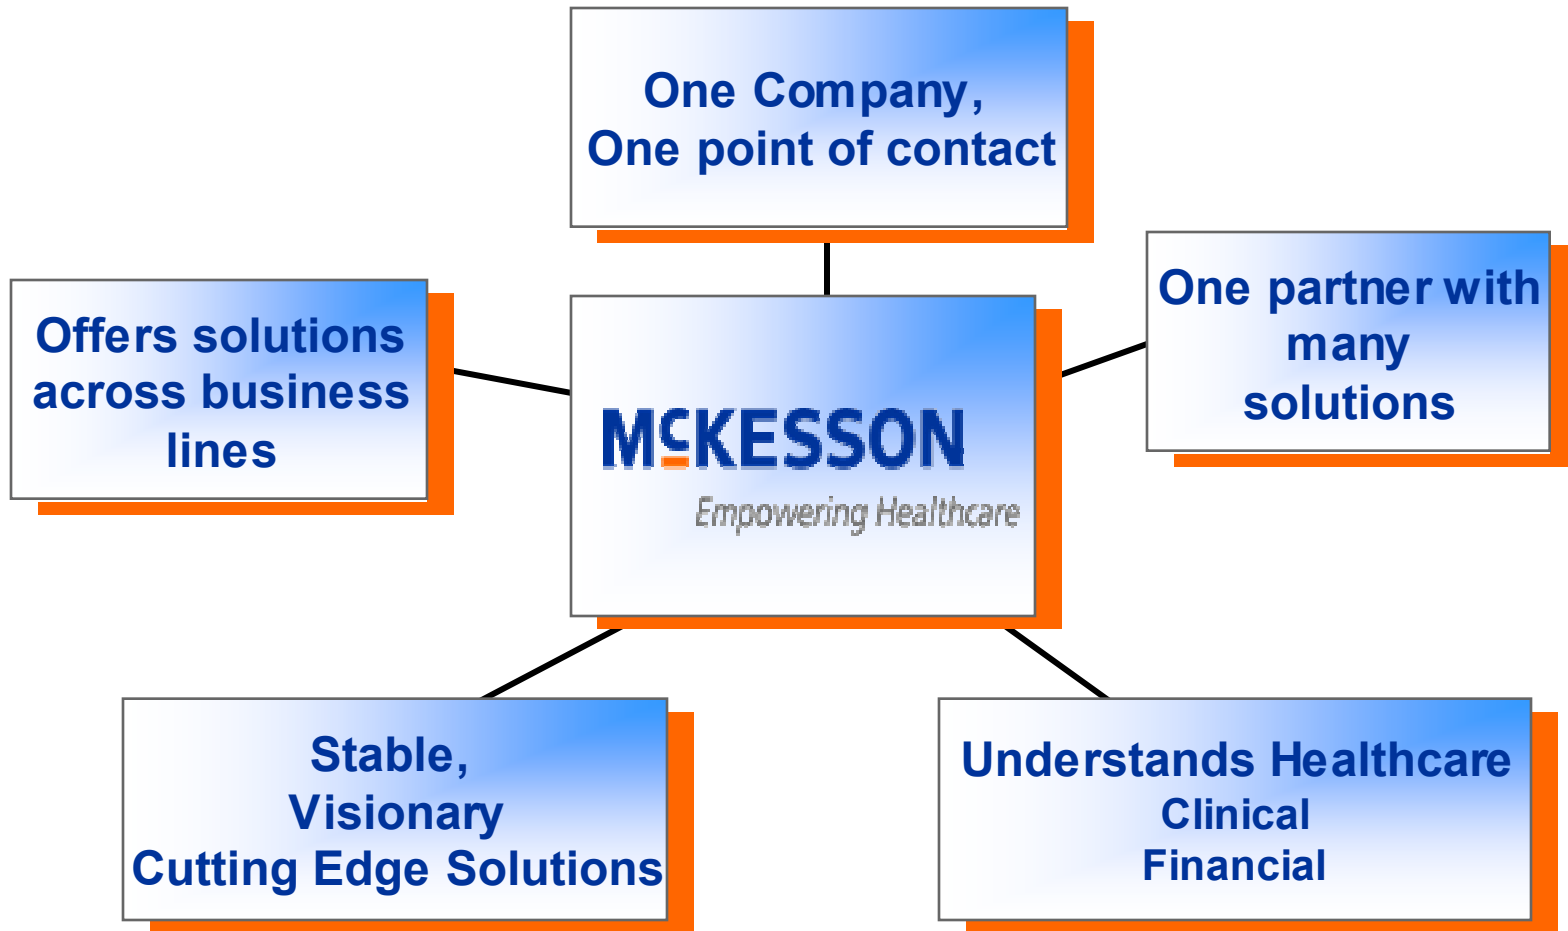 One Company,
One point of contact
One partner with
many
solutions
Offers solutions
across business
lines
McKESSON
Empowering Healthcare
Stable,
Visionary
Cutting Edge Solutions
Understands Healthcare
Clinical
Financial